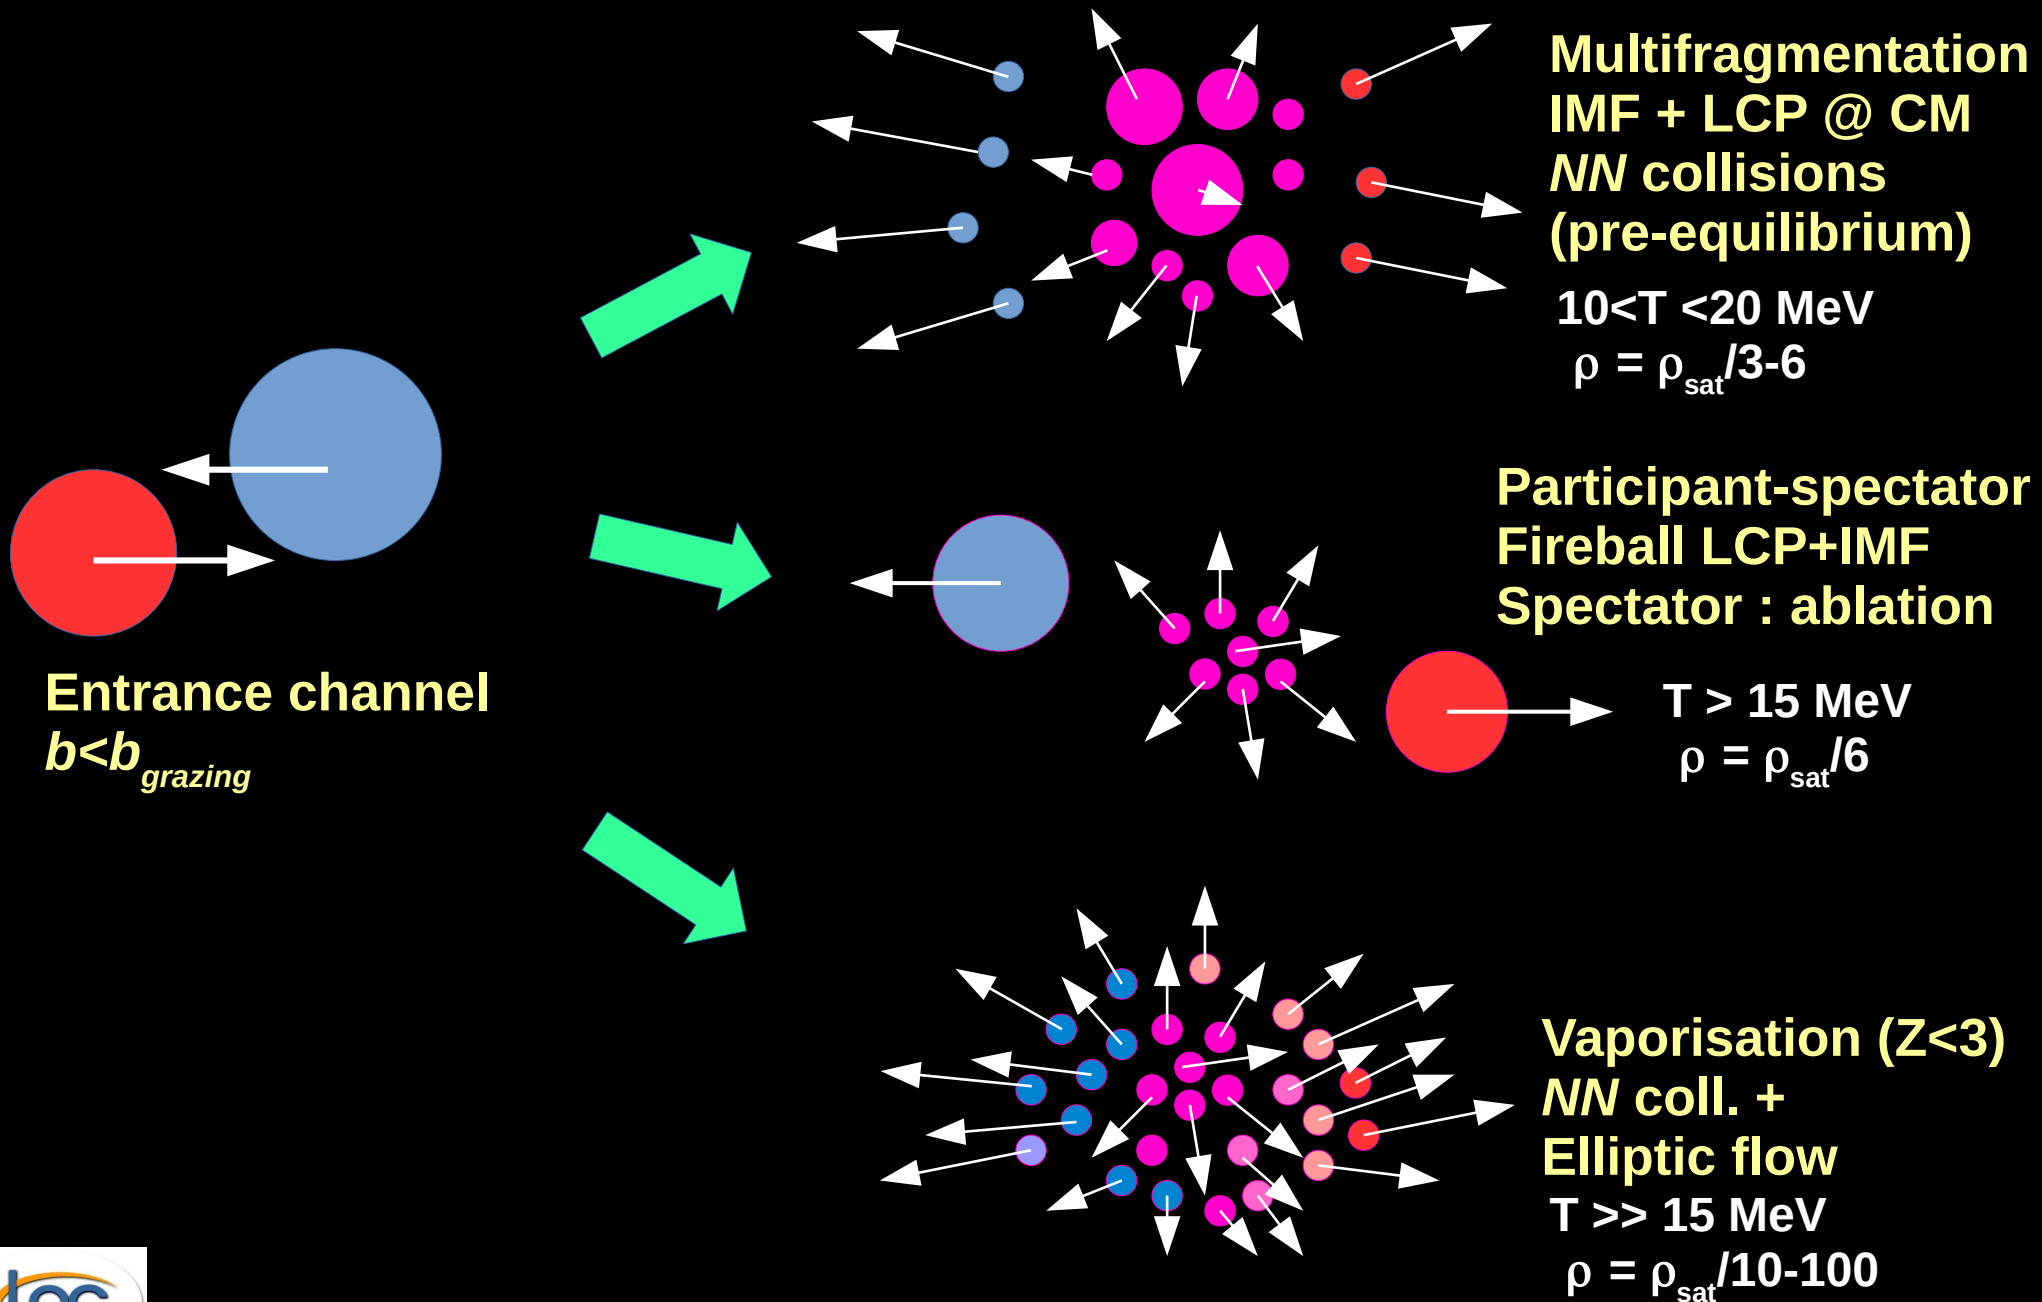 Multifragmentation
IMF + LCP @ CM
NN collisions
(pre-equilibrium)
10<T <20 MeV
ρ = ρsat/3-6
Participant-spectator
Fireball LCP+IMF
Spectator : ablation
T > 15 MeV
ρ = ρsat/6
Entrance channel
b<bgrazing
Vaporisation (Z<3)
NN coll. +
Elliptic flow
T >> 15 MeV
ρ = ρsat/10-100